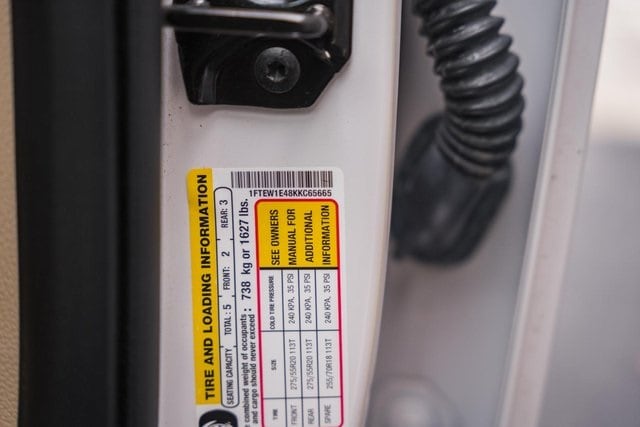 1FTEW1E48KKC65665
TIRE AND LOADING INFORMATION
SEATING CAPACITY TOTAL: 5 FRONT: 2 REAR: 3
combined weight of occupants
and cargo should never exceed : 738 kg or 1627 lbs.
TIRE SIZE COLD TIRE PRESSURE
FRONT 275/55R20 113T 240 KPA, 35 PSI
REAR 275/55R20 113T 240 KPA, 35 PSI
SPARE 255/70R18 113T 240 KPA, 35 PSI
SEE OWNERS
MANUAL FOR
ADDITIONAL
INFORMATION